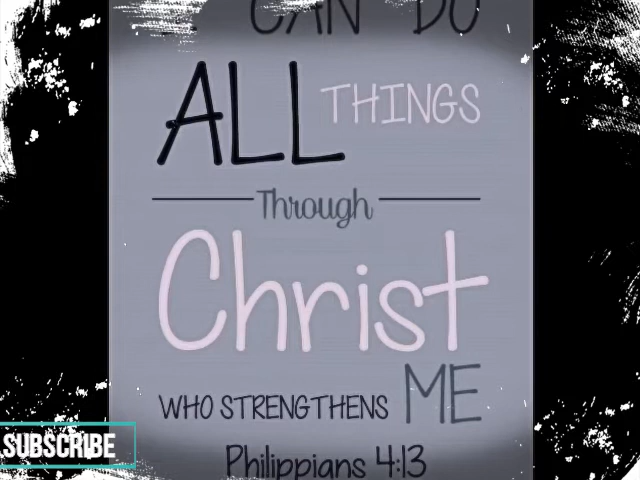 CAN DO
ALL THINGS
Through
Christ
WHO STRENGTHENS ME
Philippians 4:13
SUBSCRIBE